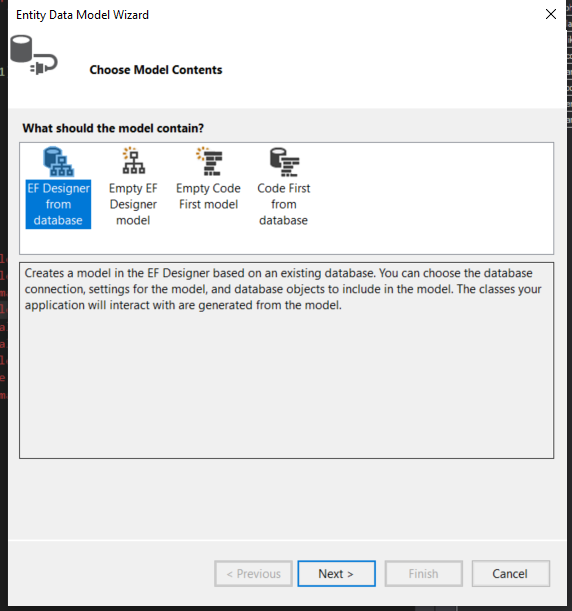 Entity Data Model Wizard
Choose Model Contents
What should the model contain?
EF Designer
from
database
Empty EF
Designer
model
Empty Code
First model
Code First
from
database
Creates a model in the EF Designer based on an existing database. You can choose the database
connection, settings for the model, and database objects to include in the model. The classes your
application will interact with are generated from the model.
< Previous
Next >
Finish
Cancel